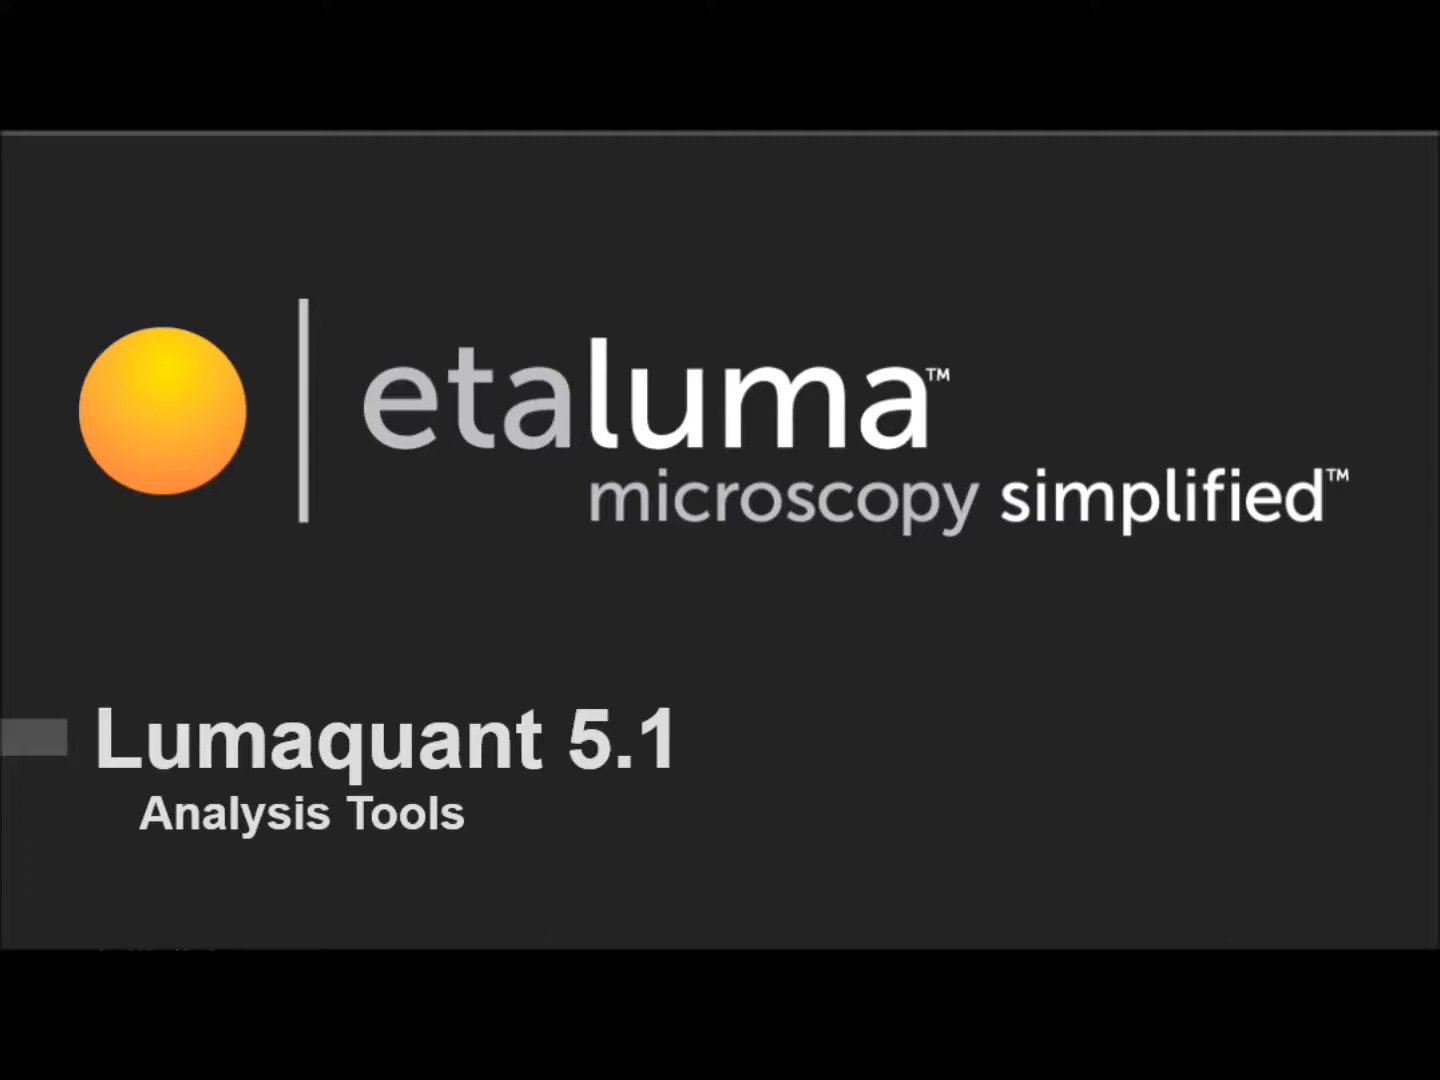 etaluma™
microscopy simplified™
Lumaquant 5.1
Analysis Tools